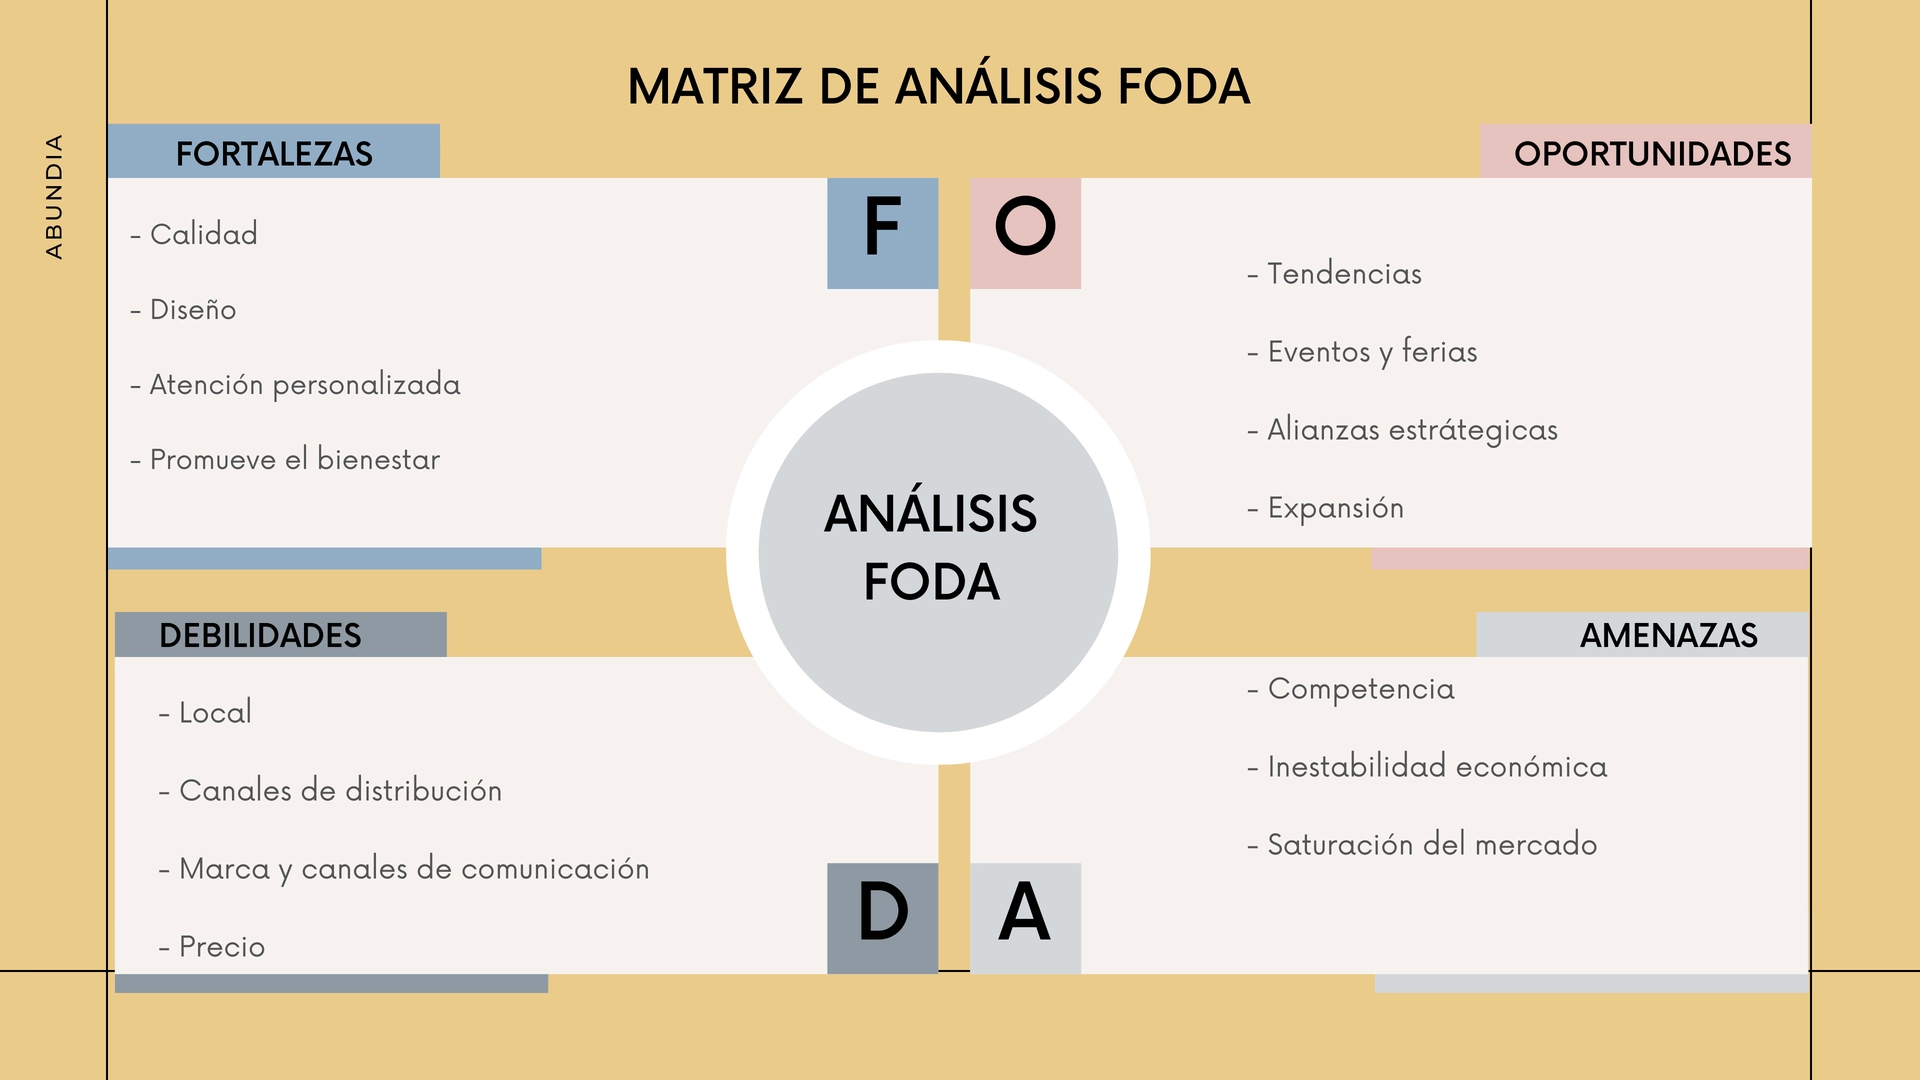 MATRIZ DE ANÁLISIS FODA
ABUNDIA
FORTALEZAS
- Calidad
- Diseño
- Atención personalizada
- Promueve el bienestar
F
O
OPORTUNIDADES
- Tendencias
- Eventos y ferias
- Alianzas estrátegicas
- Expansión
ANÁLISIS
FODA
DEBILIDADES
- Local
- Canales de distribución
- Marca y canales de comunicación
- Precio
D
A
AMENAZAS
- Competencia
- Inestabilidad económica
- Saturación del mercado